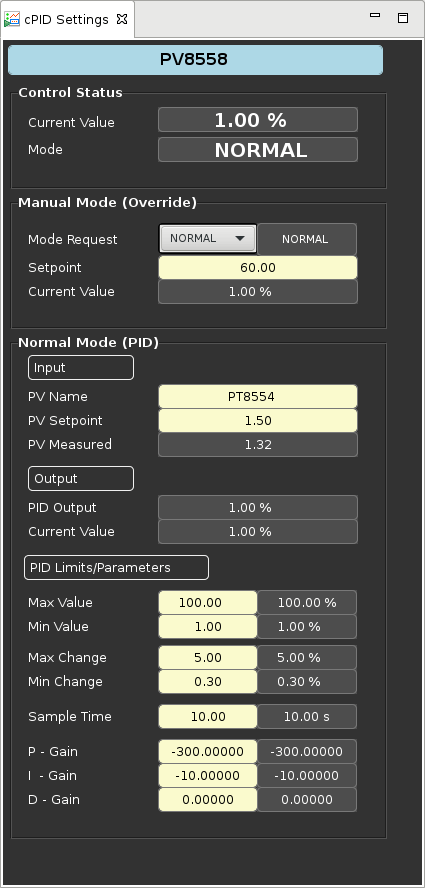 cPID Settings
PV8558
Control Status
Current Value 1.00 %
Mode NORMAL
Manual Mode (Override)
Mode Request NORMAL NORMAL
Setpoint 60.00
Current Value 1.00 %
Normal Mode (PID)
Input
PV Name PT8554
PV Setpoint 1.50
PV Measured 1.32
Output
PID Output 1.00 %
Current Value 1.00 %
PID Limits/Parameters
Max Value 100.00 100.00 %
Min Value 1.00 1.00 %
Max Change 5.00 5.00 %
Min Change 0.30 0.30 %
Sample Time 10.00 10.00 s
P - Gain -300.00000 -300.00000
I - Gain -10.00000 -10.00000
D - Gain 0.00000 0.00000